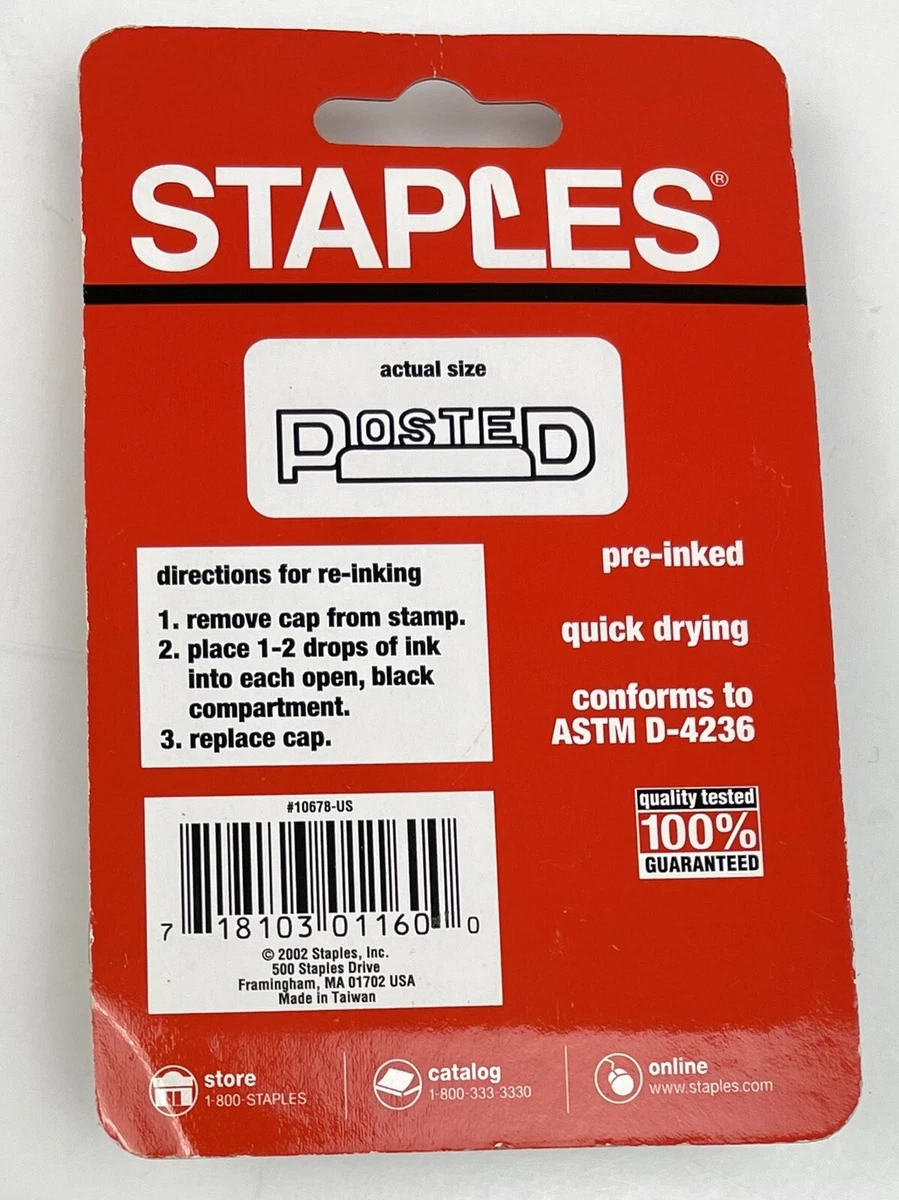 STAPLES®
actual size
POSTED
directions for re-inking
1. remove cap from stamp.
2. place 1-2 drops of ink
into each open, black
compartment.
3. replace cap.
pre-inked
quick drying
conforms to
ASTM D-4236
quality tested
100%
GUARANTEED
#10678-US
7 18103 01160 0
© 2002 Staples, Inc.
500 Staples Drive
Framingham, MA 01702 USA
Made in Taiwan
store
1-800-STAPLES
catalog
1-800-333-3330
online
www.staples.com